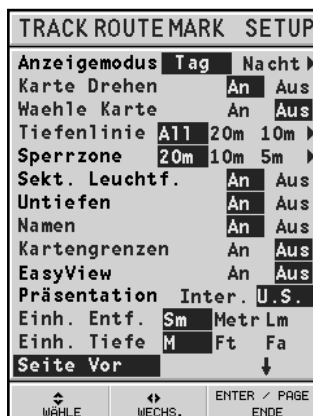 TRACK ROUTE MARK SETUP
Anzeigemodus Tag Nacht
Karte Drehen An Aus
Waehle Karte An Aus
Tiefenlinie All 20m 10m
Sperrzone 20m 10m 5m
Sekt. Leuchtf. An Aus
Untiefen An Aus
Namen An Aus
Kartengrenzen An Aus
EasyView An Aus
Präsentation Inter. U.S.
Einh. Entf. Sm Metr Lm
Einh. Tiefe M Ft Fa
Seite Vor
WÄHLE WECHS. ENTER / PAGE
ENDE